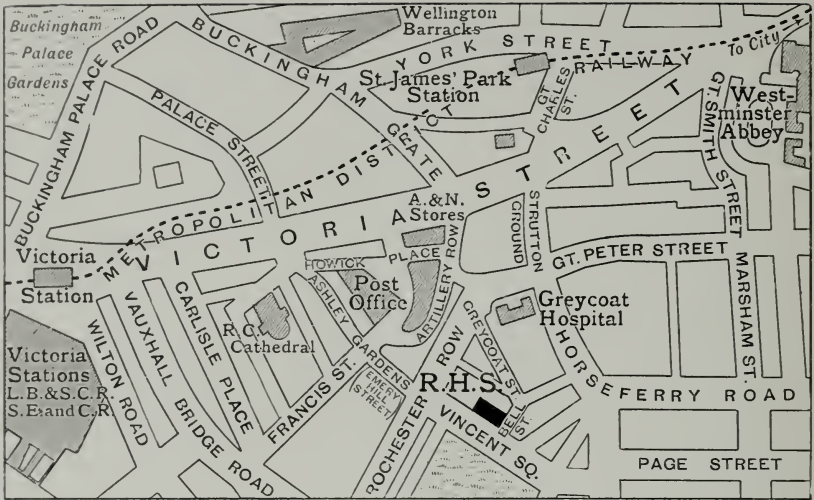 Buckingham
Palace
Gardens
BUCKINGHAM PALACE ROAD
BUCKINGHAM GATE
Wellington
Barracks
YORK STREET
To City
St. James' Park
Station
METROPOLITAN DISTRICT RAILWAY
GT. CHARLES ST.
GT. SMITH STREET
West-
minster
Abbey
PALACE STREET
VICTORIA STREET
A. & N.
Stores
STRUTTON
GROUND
GT. PETER STREET
MARSHAM ST.
Victoria
Station
HOWICK PLACE
ARTILLERY ROW
Post
Office
ASHLEY GARDENS
R.C.
Cathedral
CARLISLE PLACE
VAUXHALL BRIDGE ROAD
WILTON ROAD
Victoria
Stations
L.B. & S.C.R.
S.E. and C.R.
FRANCIS ST.
EMERY
HILL
STREET
ROCHESTER ROW
GREYCOAT ST.
Greycoat
Hospital
HORSEFERRY ROAD
R.H.S.
BELL
ST.
VINCENT SQ.
PAGE STREET